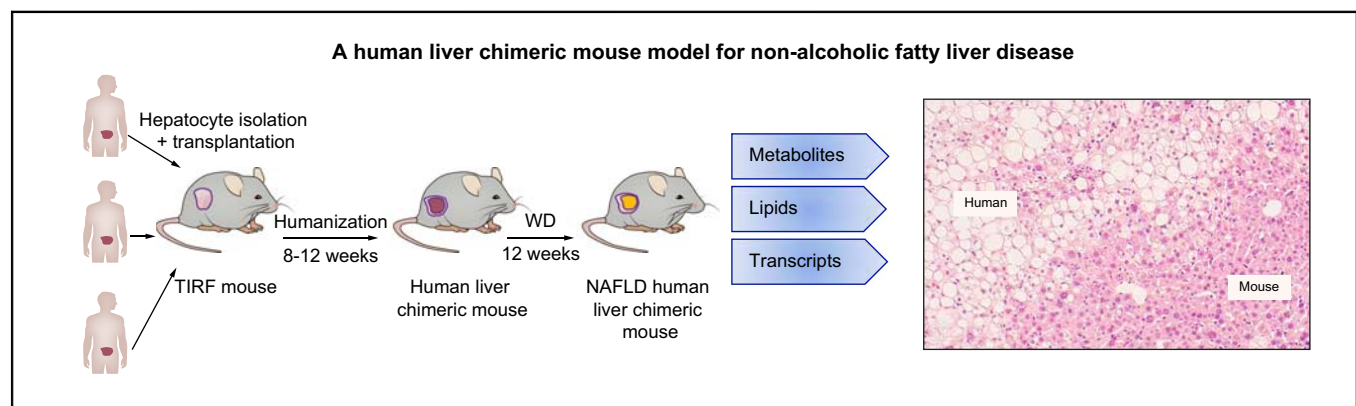 A human liver chimeric mouse model for non-alcoholic fatty liver disease
Hepatocyte isolation
+ transplantation
TIRF mouse
Humanization
8-12 weeks
Human liver
chimeric mouse
WD
12 weeks
NAFLD human
liver chimeric
mouse
Metabolites
Lipids
Transcripts
Human
Mouse